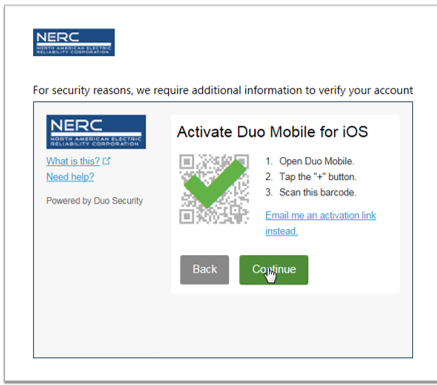 NERC
NORTH AMERICAN ELECTRIC
RELIABILITY CORPORATION
For security reasons, we require additional information to verify your account
NERC
NORTH AMERICAN ELECTRIC
RELIABILITY CORPORATION
What is this?
Need help?
Powered by Duo Security
Activate Duo Mobile for iOS
1. Open Duo Mobile.
2. Tap the "+" button.
3. Scan this barcode.
Email me an activation link
instead.
Back
Continue